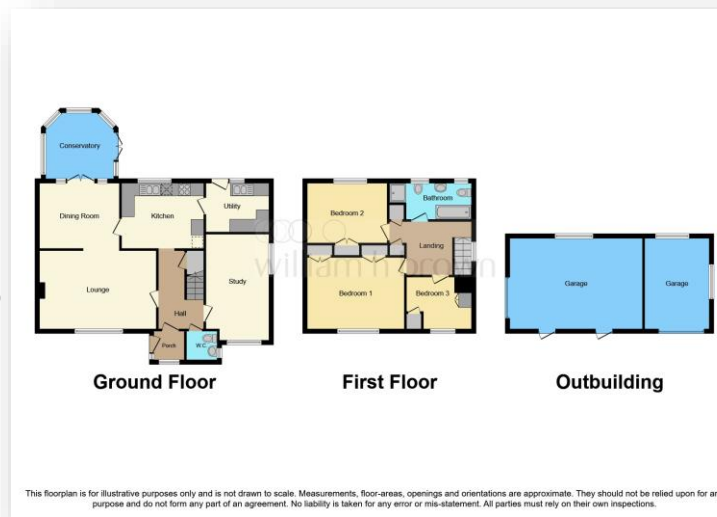 Conservatory
Dining Room
Kitchen
Utility
Lounge
Hall
Study
Porch
W.C
Ground Floor
Bedroom 2
Bathroom
Landing
Bedroom 1
Bedroom 3
First Floor
Garage
Garage
Outbuilding
william h brown
This floorplan is for illustrative purposes only and is not drawn to scale. Measurements, floor-areas, openings and orientations are approximate. They should not be relied upon for an
purpose and do not form any part of an agreement. No liability is taken for any error or mis-statement. All parties must rely on their own inspections.